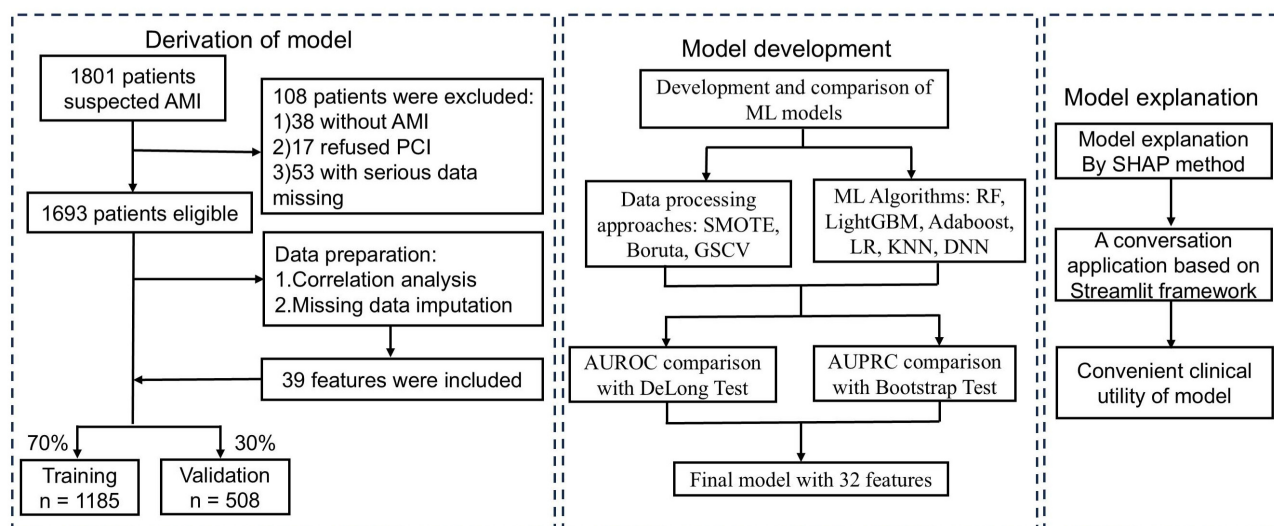 Derivation of model
1801 patients
suspected AMI
108 patients were excluded:
1)38 without AMI
2)17 refused PCI
3)53 with serious data
missing
1693 patients eligible
Data preparation:
1.Correlation analysis
2.Missing data imputation
39 features were included
70%
30%
Training
n = 1185
Validation
n = 508
Model development
Development and comparison of
ML models
Data processing
approaches: SMOTE,
Boruta, GSCV
ML Algorithms: RF,
LightGBM, Adaboost,
LR, KNN, DNN
AUROC comparison
with DeLong Test
AUPRC comparison
with Bootstrap Test
Final model with 32 features
Model explanation
Model explanation
By SHAP method
A conversation
application based on
Streamlit framework
Convenient clinical
utility of model